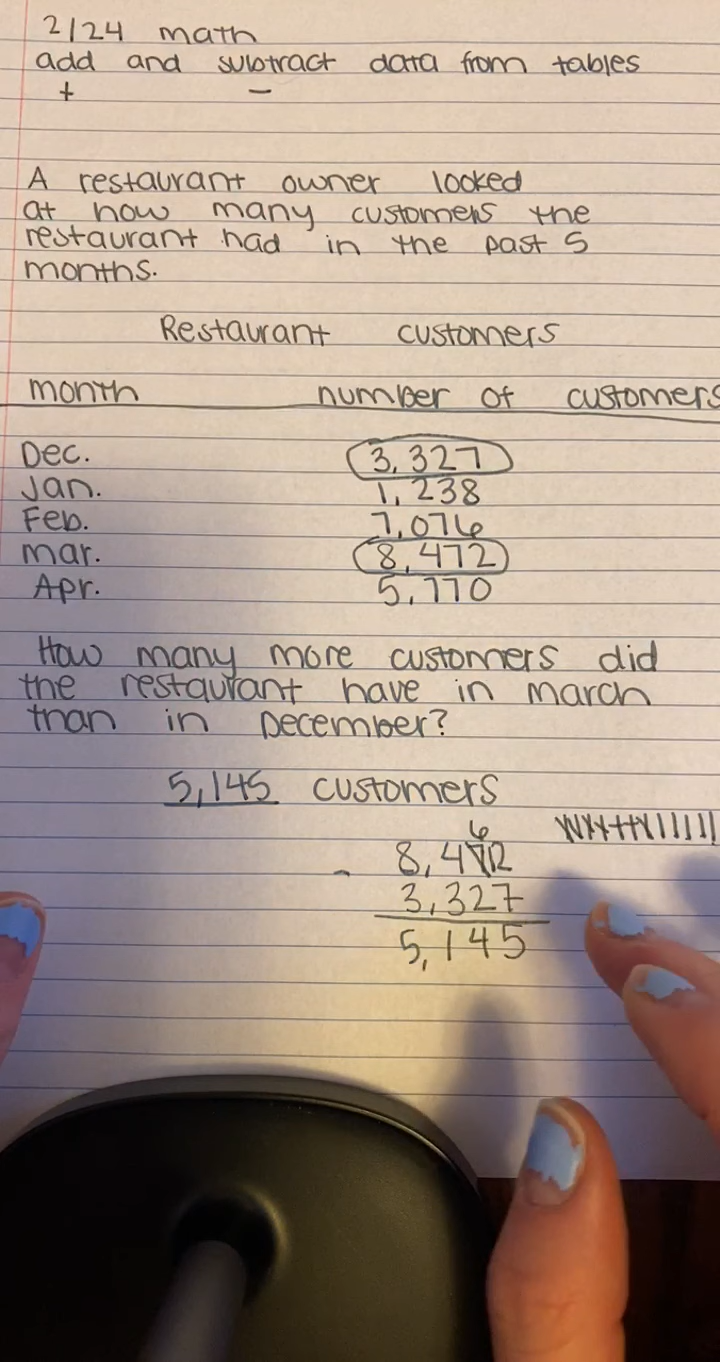 2/24 math
add and subtract data from tables
+ −
A restaurant owner looked
at how many customers the
restaurant had in the past 5
months.
Restaurant customers
month number of customers
Dec. 3,327
Jan. 1,238
Feb. 7,076
mar. 8,472
Apr. 5,770
How many more customers did
the restaurant have in march
than in December?
5,145 customers
6
- 8,4712
3,327
5,145